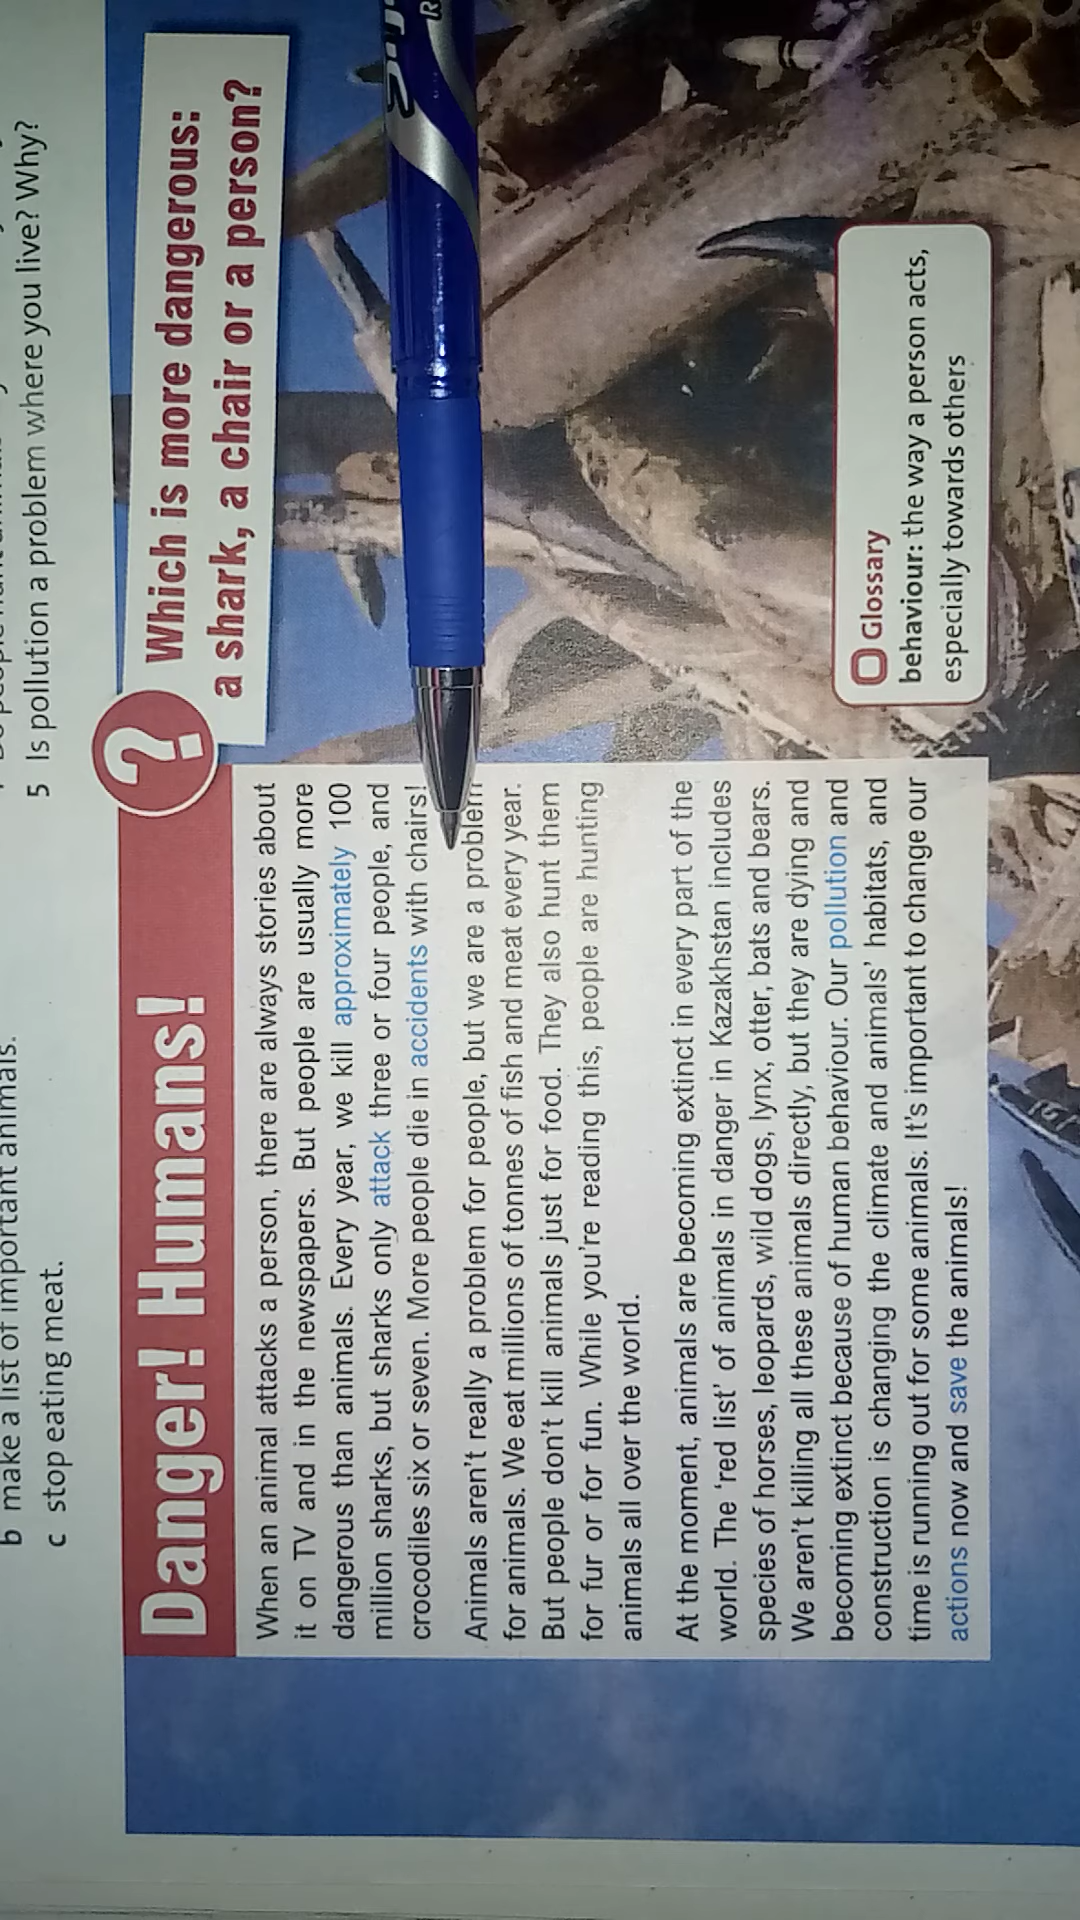 b make a list of important animals.
c stop eating meat.
5 Is pollution a problem where you live? Why?
Danger! Humans!
?
Which is more dangerous:
a shark, a chair or a person?
When an animal attacks a person, there are always stories about
it on TV and in the newspapers. But people are usually more
dangerous than animals. Every year, we kill approximately 100
million sharks, but sharks only attack three or four people, and
crocodiles six or seven. More people die in accidents with chairs!
Animals aren't really a problem for people, but we are a problem
for animals. We eat millions of tonnes of fish and meat every year.
But people don't kill animals just for food. They also hunt them
for fur or for fun. While you're reading this, people are hunting
animals all over the world.
At the moment, animals are becoming extinct in every part of the
world. The 'red list' of animals in danger in Kazakhstan includes
species of horses, leopards, wild dogs, lynx, otter, bats and bears.
We aren't killing all these animals directly, but they are dying and
becoming extinct because of human behaviour. Our pollution and
construction is changing the climate and animals' habitats, and
time is running out for some animals. It's important to change our
actions now and save the animals!
Glossary
behaviour: the way a person acts,
especially towards others